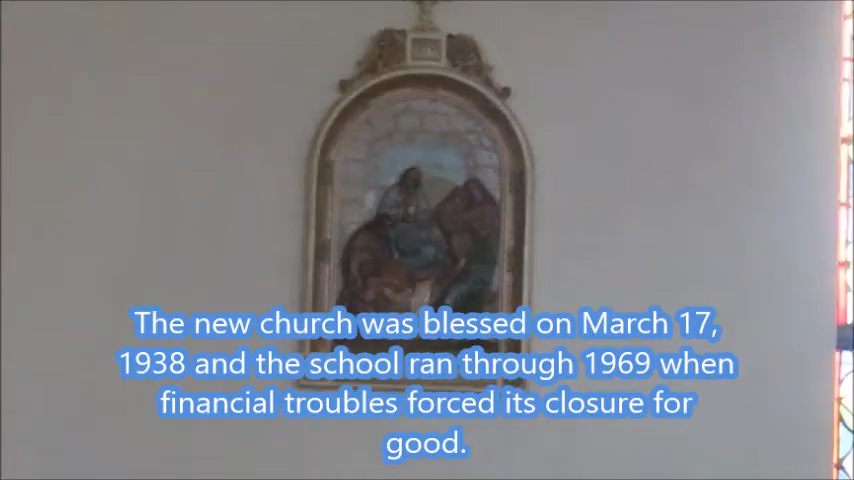 The new church was blessed on March 17,
1938 and the school ran through 1969 when
financial troubles forced its closure for
good.